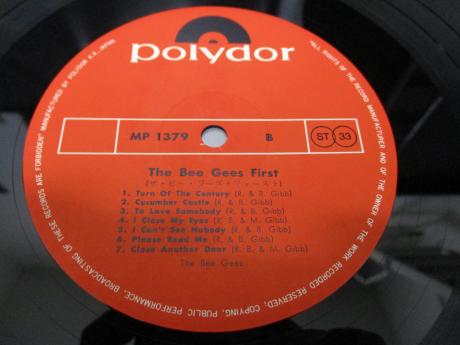 polydor
MP 1379
B
ST 33
The Bee Gees First
(ザ・ビー・ジーズ・ファースト)
1. Turn Of The Century (R. & B. Gibb)
2. Cucumber Castle (R. & B. Gibb)
3. To Love Somebody (R. & B. Gibb)
4. I Close My Eyes (R. B. & M. Gibb)
5. I Can't See Nobody (R. & B. Gibb)
6. Please Read Me (R. & B. Gibb)
7. Close Another Door (R. B. & M. Gibb)
The Bee Gees
"ALL RIGHTS OF THE RECORD MANUFACTURER AND OF THE OWNER OF THE WORK RECORDED RESERVED; COPYING, PUBLIC PERFORMANCE, BROADCASTING OF THESE RECORDS ARE FORBIDDEN" MANUFACTURED BY POLYDOR K.K. JAPAN.